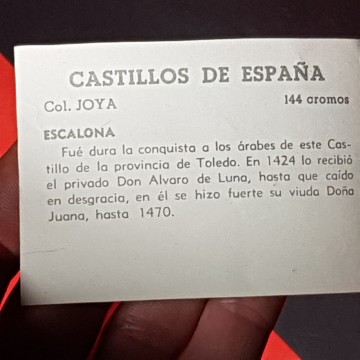 CASTILLOS DE ESPAÑA
Col. JOYA 144 cromos
ESCALONA
Fué dura la conquista a los árabes de este Cas-
tillo de la provincia de Toledo. En 1424 lo recibió
el privado Don Alvaro de Luna, hasta que caído
en desgracia, en él se hizo fuerte su viuda Doña
Juana, hasta 1470.